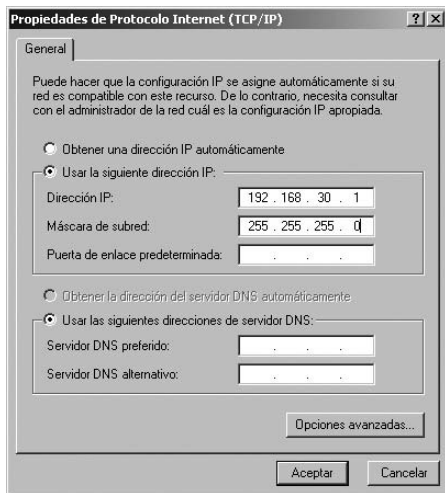 Propiedades de Protocolo Internet (TCP/IP)
General
Puede hacer que la configuración IP se asigne automáticamente si su
red es compatible con este recurso. De lo contrario, necesita consultar
con el administrador de la red cuál es la configuración IP apropiada.
Obtener una dirección IP automáticamente
Usar la siguiente dirección IP:
Dirección IP: 192 . 168 . 30 . 1
Máscara de subred: 255 . 255 . 255 . 0
Puerta de enlace predeterminada: . . .
Obtener la dirección del servidor DNS automáticamente
Usar las siguientes direcciones de servidor DNS:
Servidor DNS preferido: . . .
Servidor DNS alternativo: . . .
Opciones avanzadas...
Aceptar Cancelar